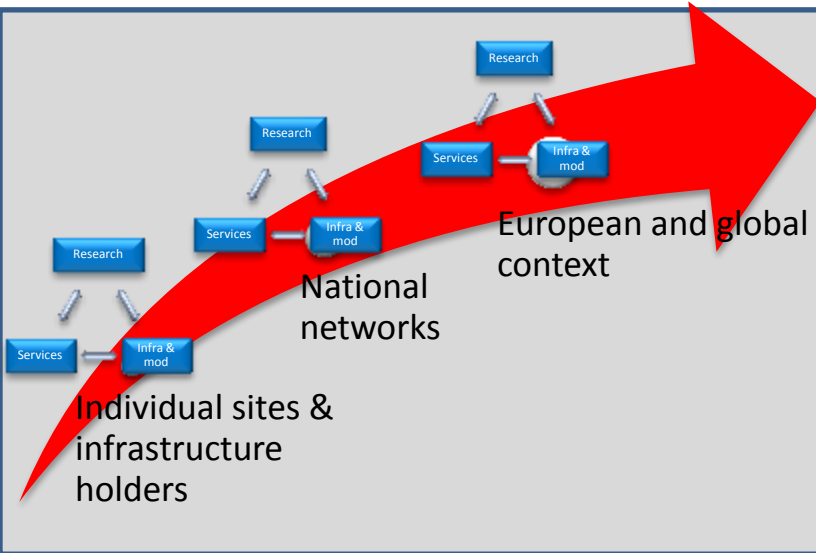 Research
Services
Infra &
mod
Individual sites &
infrastructure
holders
Research
Services
Infra &
mod
National
networks
Research
Services
Infra &
mod
European and global
context